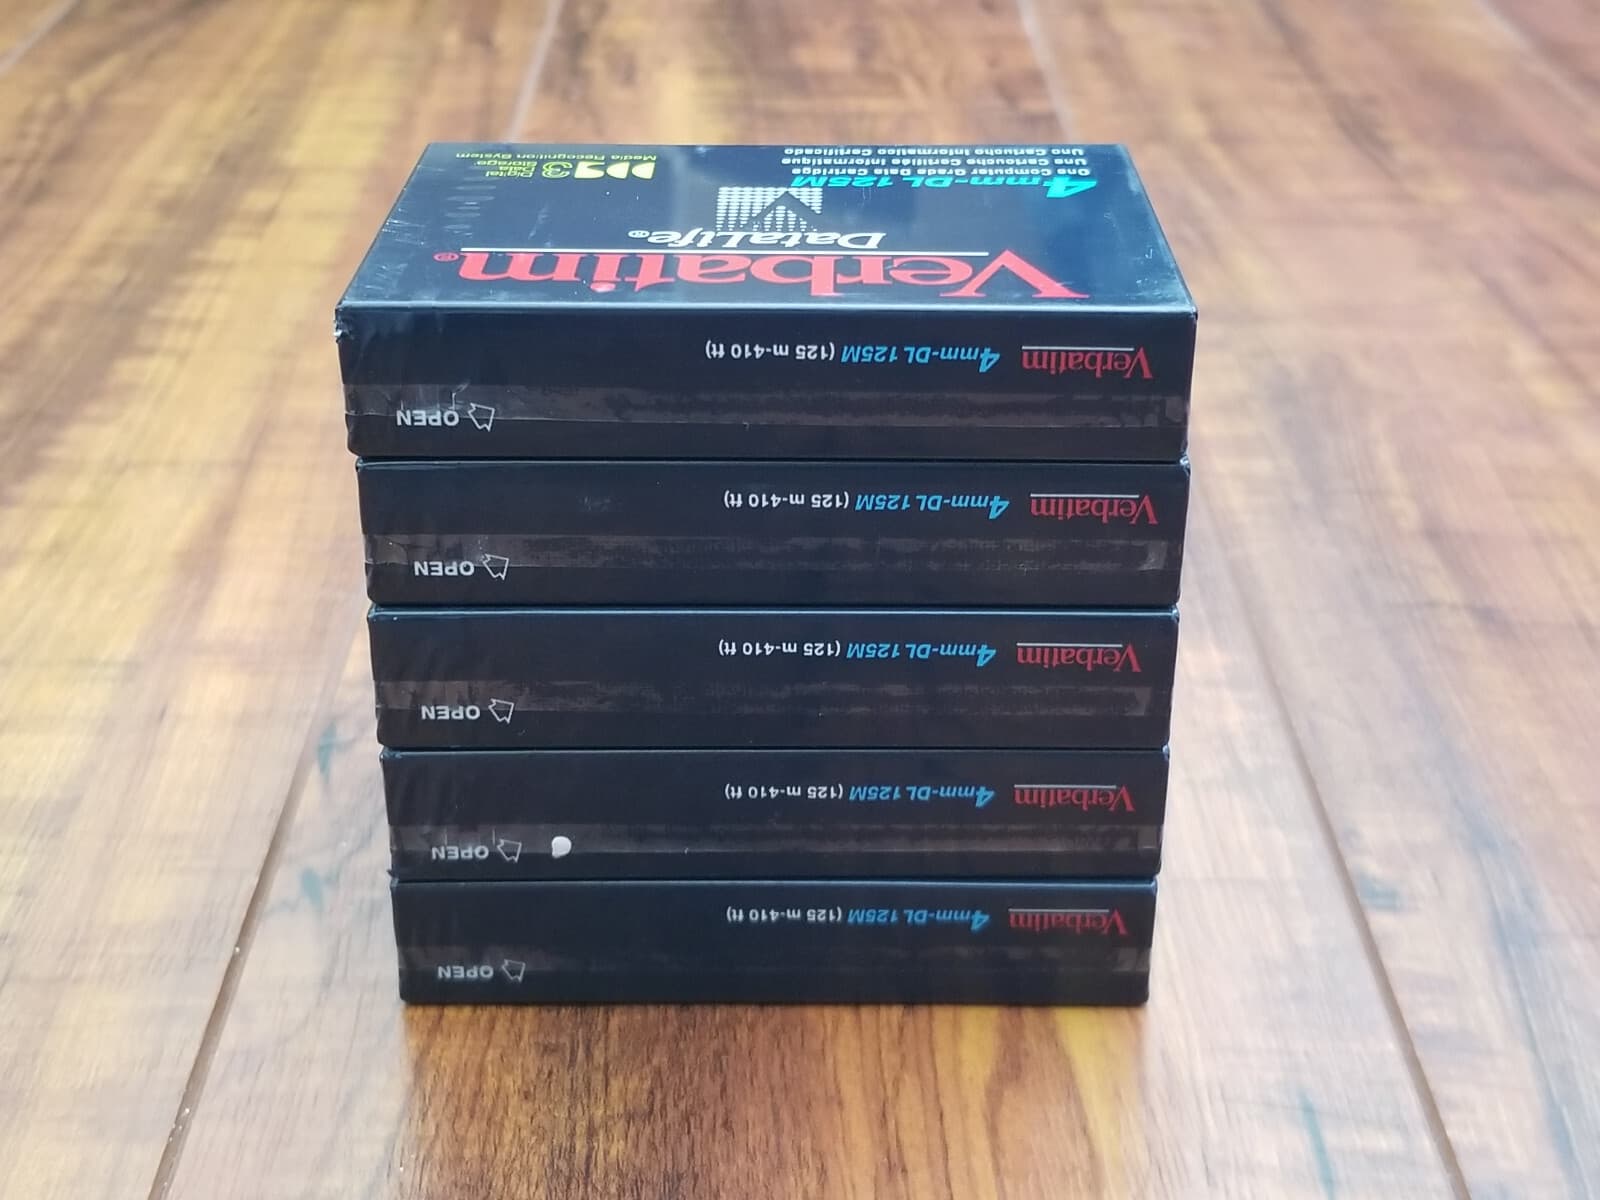 Verbatim®
DataLife®
4mm-DL 125M
One Computer Grade Data Cartridge
Une Cartouche Certifiée Informatique
Uno Cartucho Informatico Certificado
DDS 3 Digital Data Storage
Media Recognition System
OPEN
Verbatim 4mm-DL 125M (125 m-410 ft)
OPEN
Verbatim 4mm-DL 125M (125 m-410 ft)
OPEN
Verbatim 4mm-DL 125M (125 m-410 ft)
OPEN
Verbatim 4mm-DL 125M (125 m-410 ft)
OPEN
Verbatim 4mm-DL 125M (125 m-410 ft)